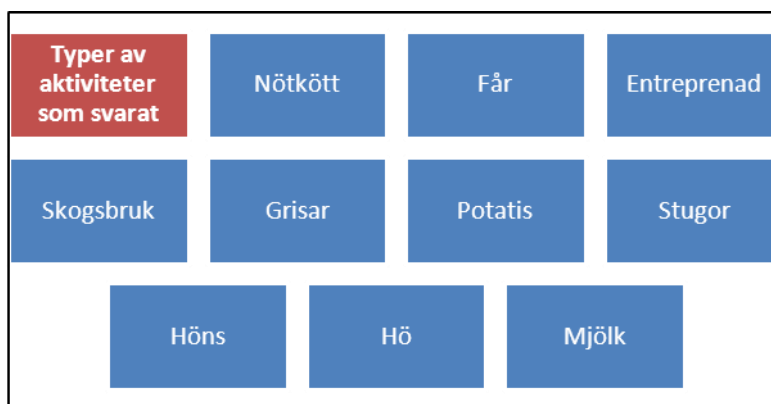 Typer av
aktiviteter
som svarat
Nötkött
Får
Entreprenad
Skogsbruk
Grisar
Potatis
Stugor
Höns
Hö
Mjölk